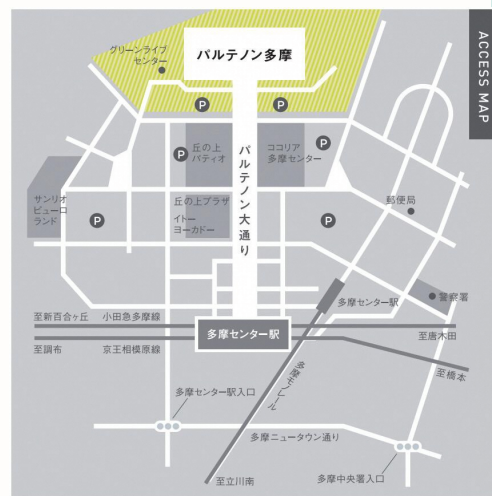 ACCESS MAP
グリーンライブ
センター
パルテノン多摩
P
P
P
P
丘の上
パティオ
ココリア
多摩センター
パルテノン大通り
サンリオ
ピューロ
ランド
丘の上プラザ
イトー
ヨーカドー
郵便局
P
P
多摩センター駅
警察署
至新百合ヶ丘 小田急多摩線
多摩センター駅
至唐木田
至調布 京王相模原線
至橋本
多摩モノレール
多摩センター駅入口
多摩ニュータウン通り
至立川南
多摩中央署入口